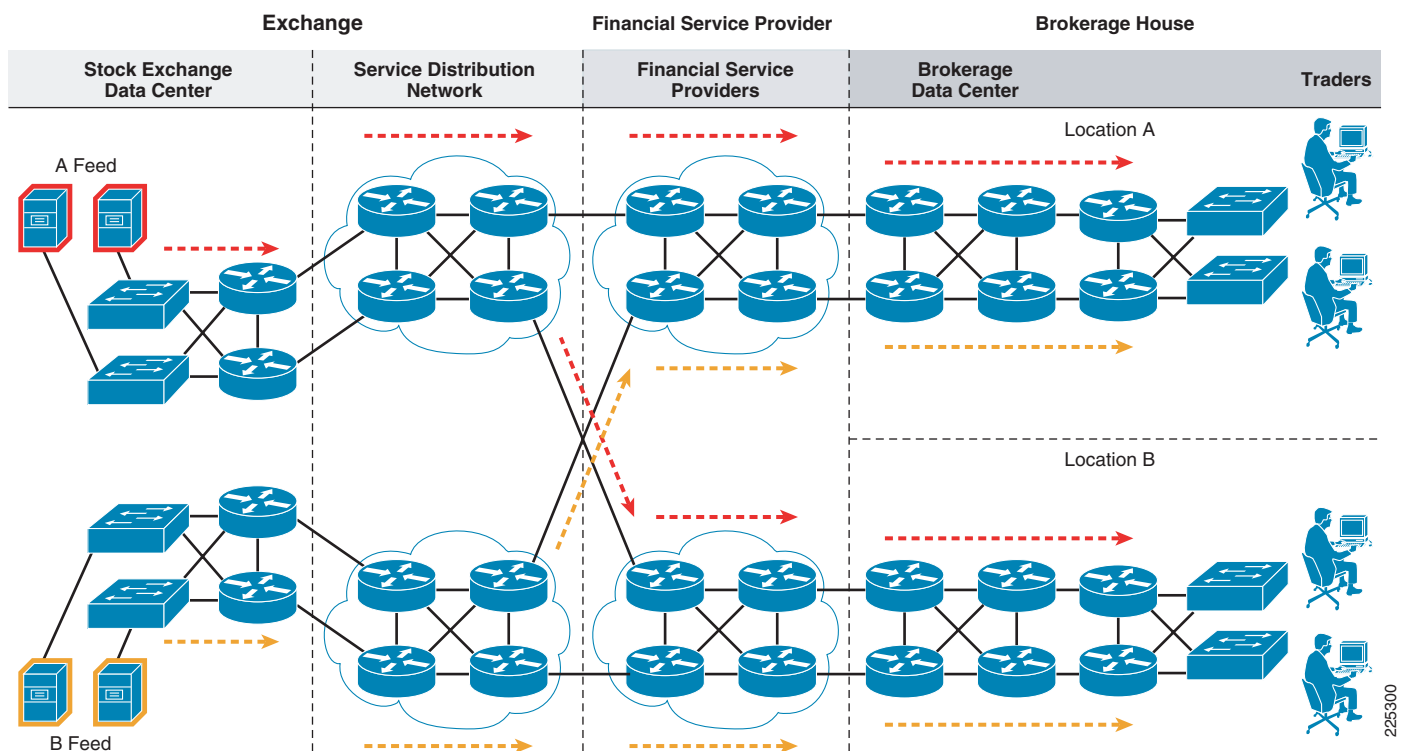 Exchange
Financial Service Provider
Brokerage House
Stock Exchange
Data Center
Service Distribution
Network
Financial Service
Providers
Brokerage
Data Center
Traders
A Feed
Location A
Location B
B Feed
225300